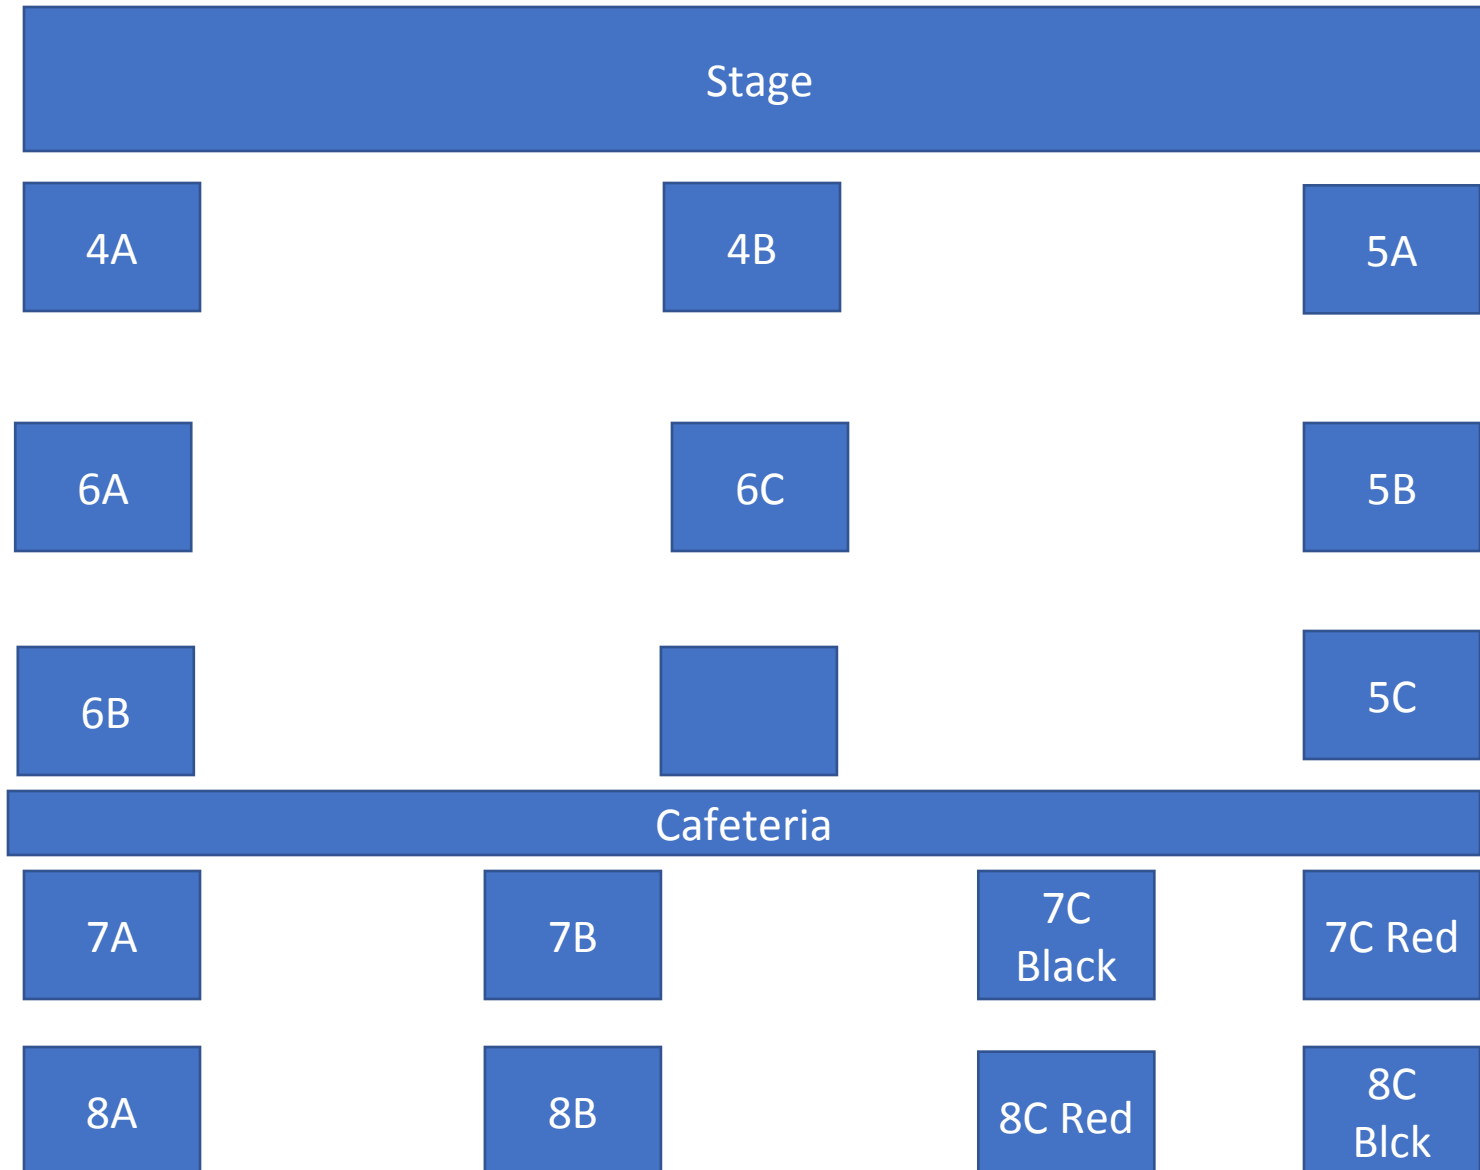 Stage
4A
4B
5A
6A
6C
5B
6B
5C
Cafeteria
7A
7B
7C
Black
7C Red
8A
8B
8C Red
8C
Blck